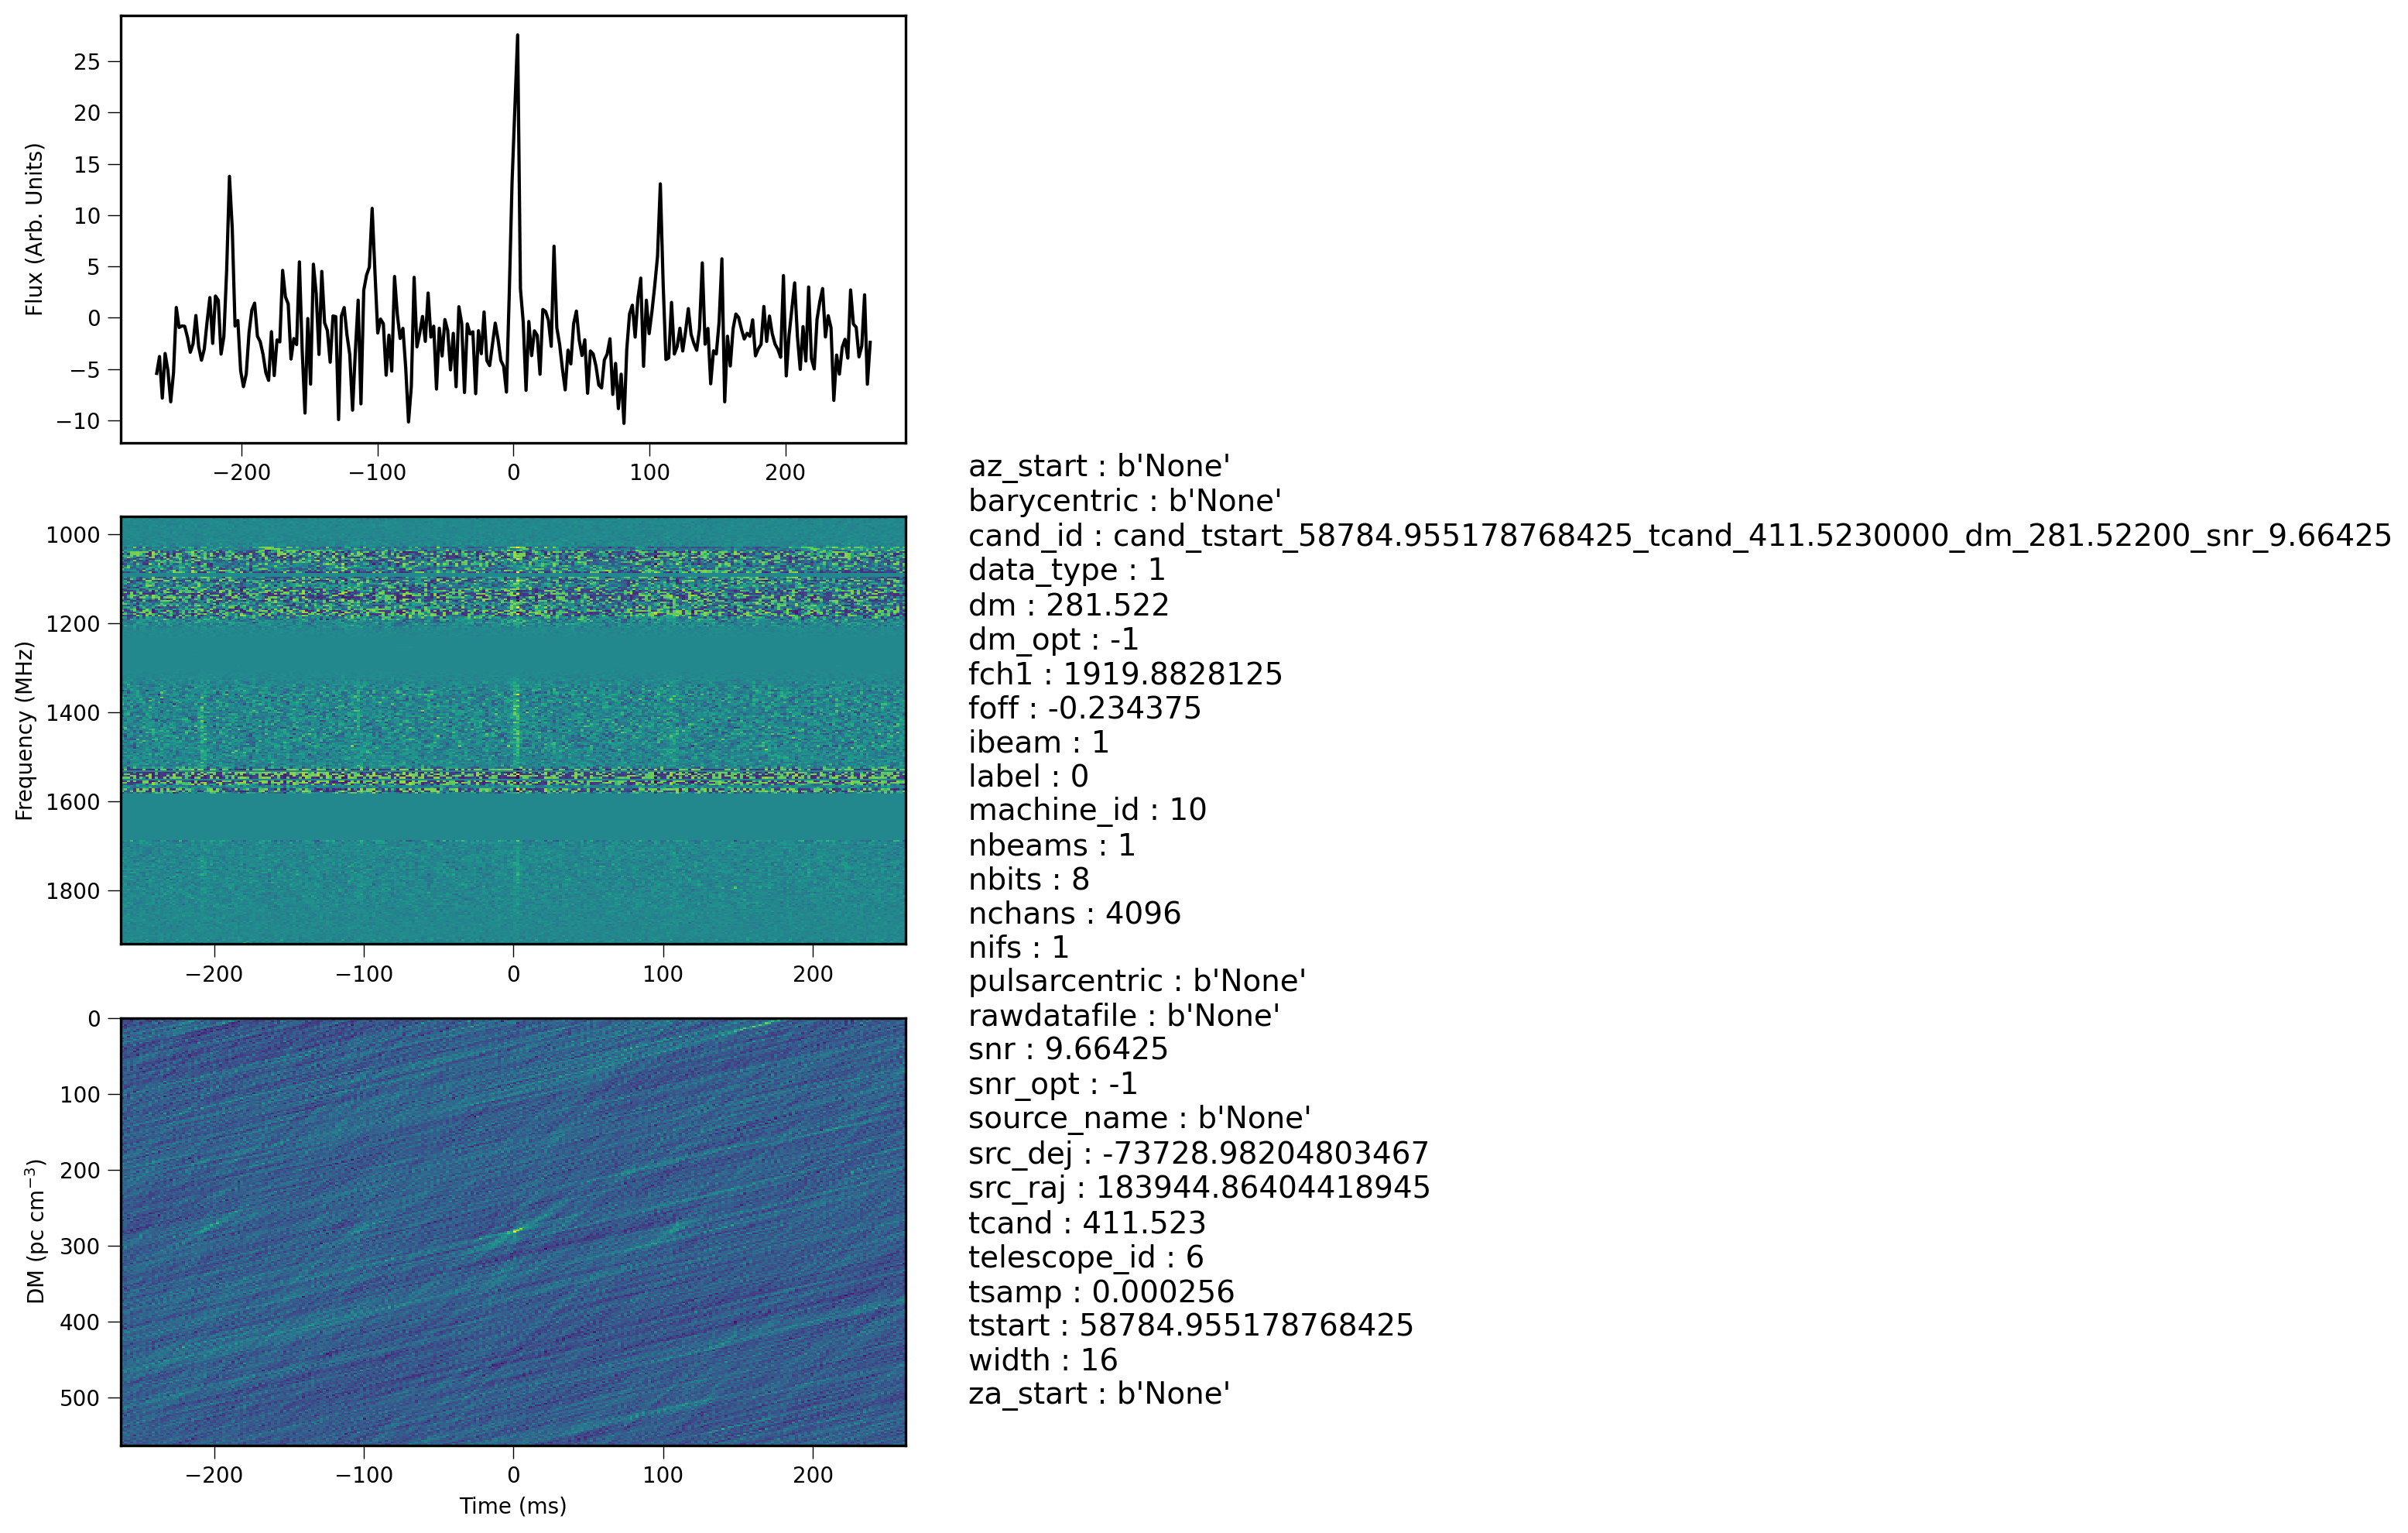 25
20
15
10
5
0
−5
−10
Flux (Arb. Units)
−200 −100 0 100 200
1000
1200
1400
1600
1800
Frequency (MHz)
−200 −100 0 100 200
0
100
200
300
400
500
DM (pc cm−3)
−200 −100 0 100 200
Time (ms)
az_start : b'None'
barycentric : b'None'
cand_id : cand_tstart_58784.955178768425_tcand_411.5230000_dm_281.52200_snr_9.66425
data_type : 1
dm : 281.522
dm_opt : -1
fch1 : 1919.8828125
foff : -0.234375
ibeam : 1
label : 0
machine_id : 10
nbeams : 1
nbits : 8
nchans : 4096
nifs : 1
pulsarcentric : b'None'
rawdatafile : b'None'
snr : 9.66425
snr_opt : -1
source_name : b'None'
src_dej : -73728.98204803467
src_raj : 183944.86404418945
tcand : 411.523
telescope_id : 6
tsamp : 0.000256
tstart : 58784.955178768425
width : 16
za_start : b'None'